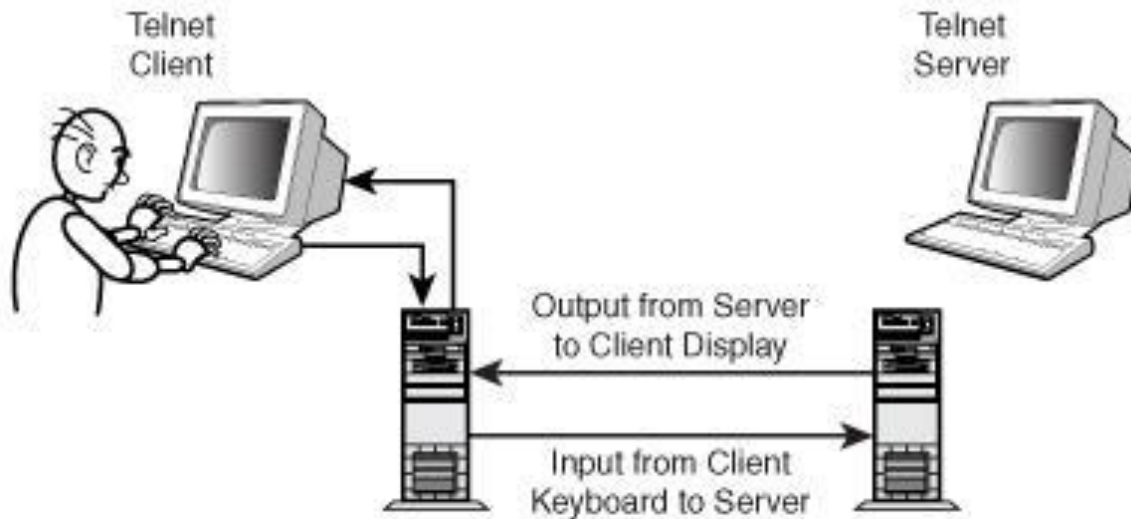 Telnet
Client
Telnet
Server
Output from Server
to Client Display
Input from Client
Keyboard to Server